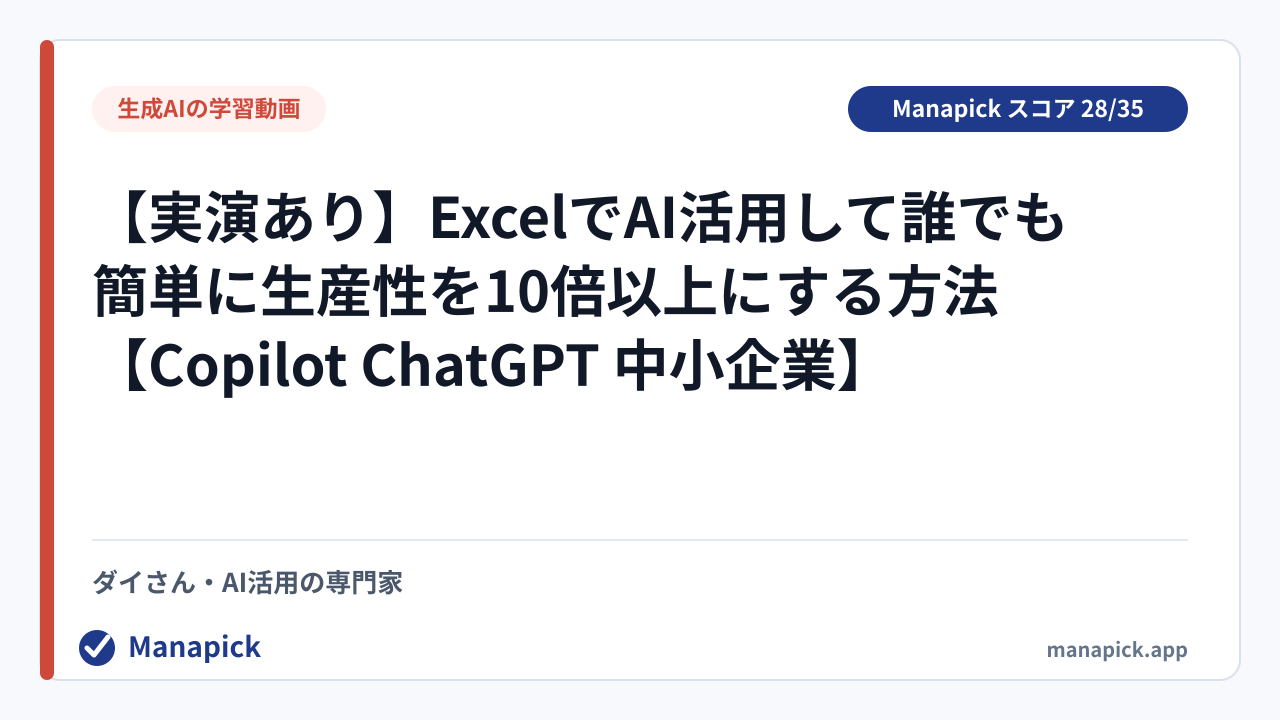 生成AIの学習動画
Manapick スコア 28/35
【実演あり】ExcelでAI活用して誰でも
簡単に生産性を10倍以上にする方法
【Copilot ChatGPT 中小企業】
ダイさん・AI活用の専門家
Manapick
manapick.app